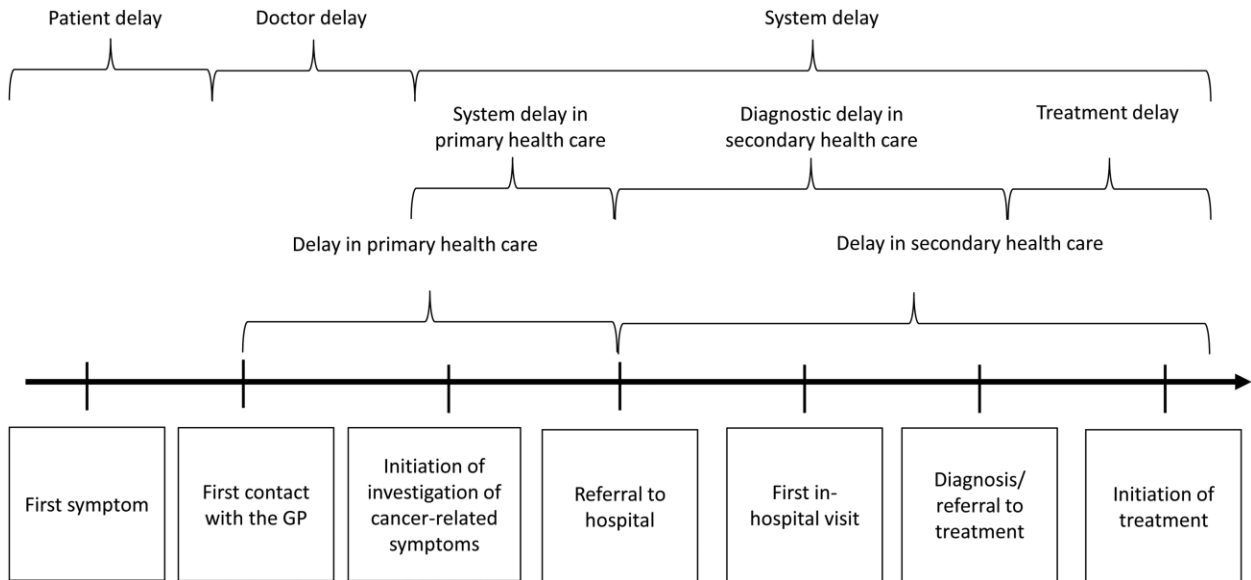 Patient delay
Doctor delay
System delay
System delay in
primary health care
Diagnostic delay in
secondary health care
Treatment delay
Delay in primary health care
Delay in secondary health care
First symptom
First contact
with the GP
Initiation of
investigation of
cancer-related
symptoms
Referral to
hospital
First in-
hospital visit
Diagnosis/
referral to
treatment
Initiation of
treatment